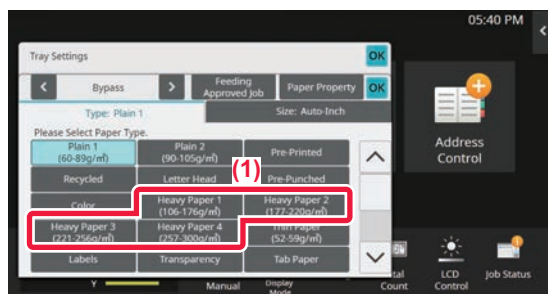 05:40 PM
Tray Settings
OK
Bypass
Feeding
Approved Job
Paper Property
OK
Type: Plain 1
Size: Auto-Inch
Please Select Paper Type.
Plain 1
(60-89g/㎡)
Plain 2
(90-105g/㎡)
Pre-Printed
Recycled
Letter Head
Pre-Punched
(1)
Color
Heavy Paper 1
(106-176g/㎡)
Heavy Paper 2
(177-220g/㎡)
Heavy Paper 3
(221-256g/㎡)
Heavy Paper 4
(257-300g/㎡)
Thin Paper
(52-59g/㎡)
Labels
Transparency
Tab Paper
Address
Control
Y
Manual
Display
Mode
Count
LCD
Control
Job Status